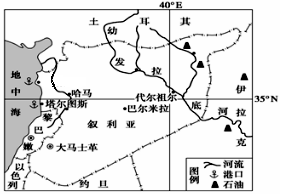 40°E
土耳其
幼发拉底河
地中海
哈马
代尔祖尔
伊拉克
35°N
塔尔图斯
巴尔米拉
黎巴嫩
叙利亚
大马士革
以色列
约旦
图例
河流
港口
石油